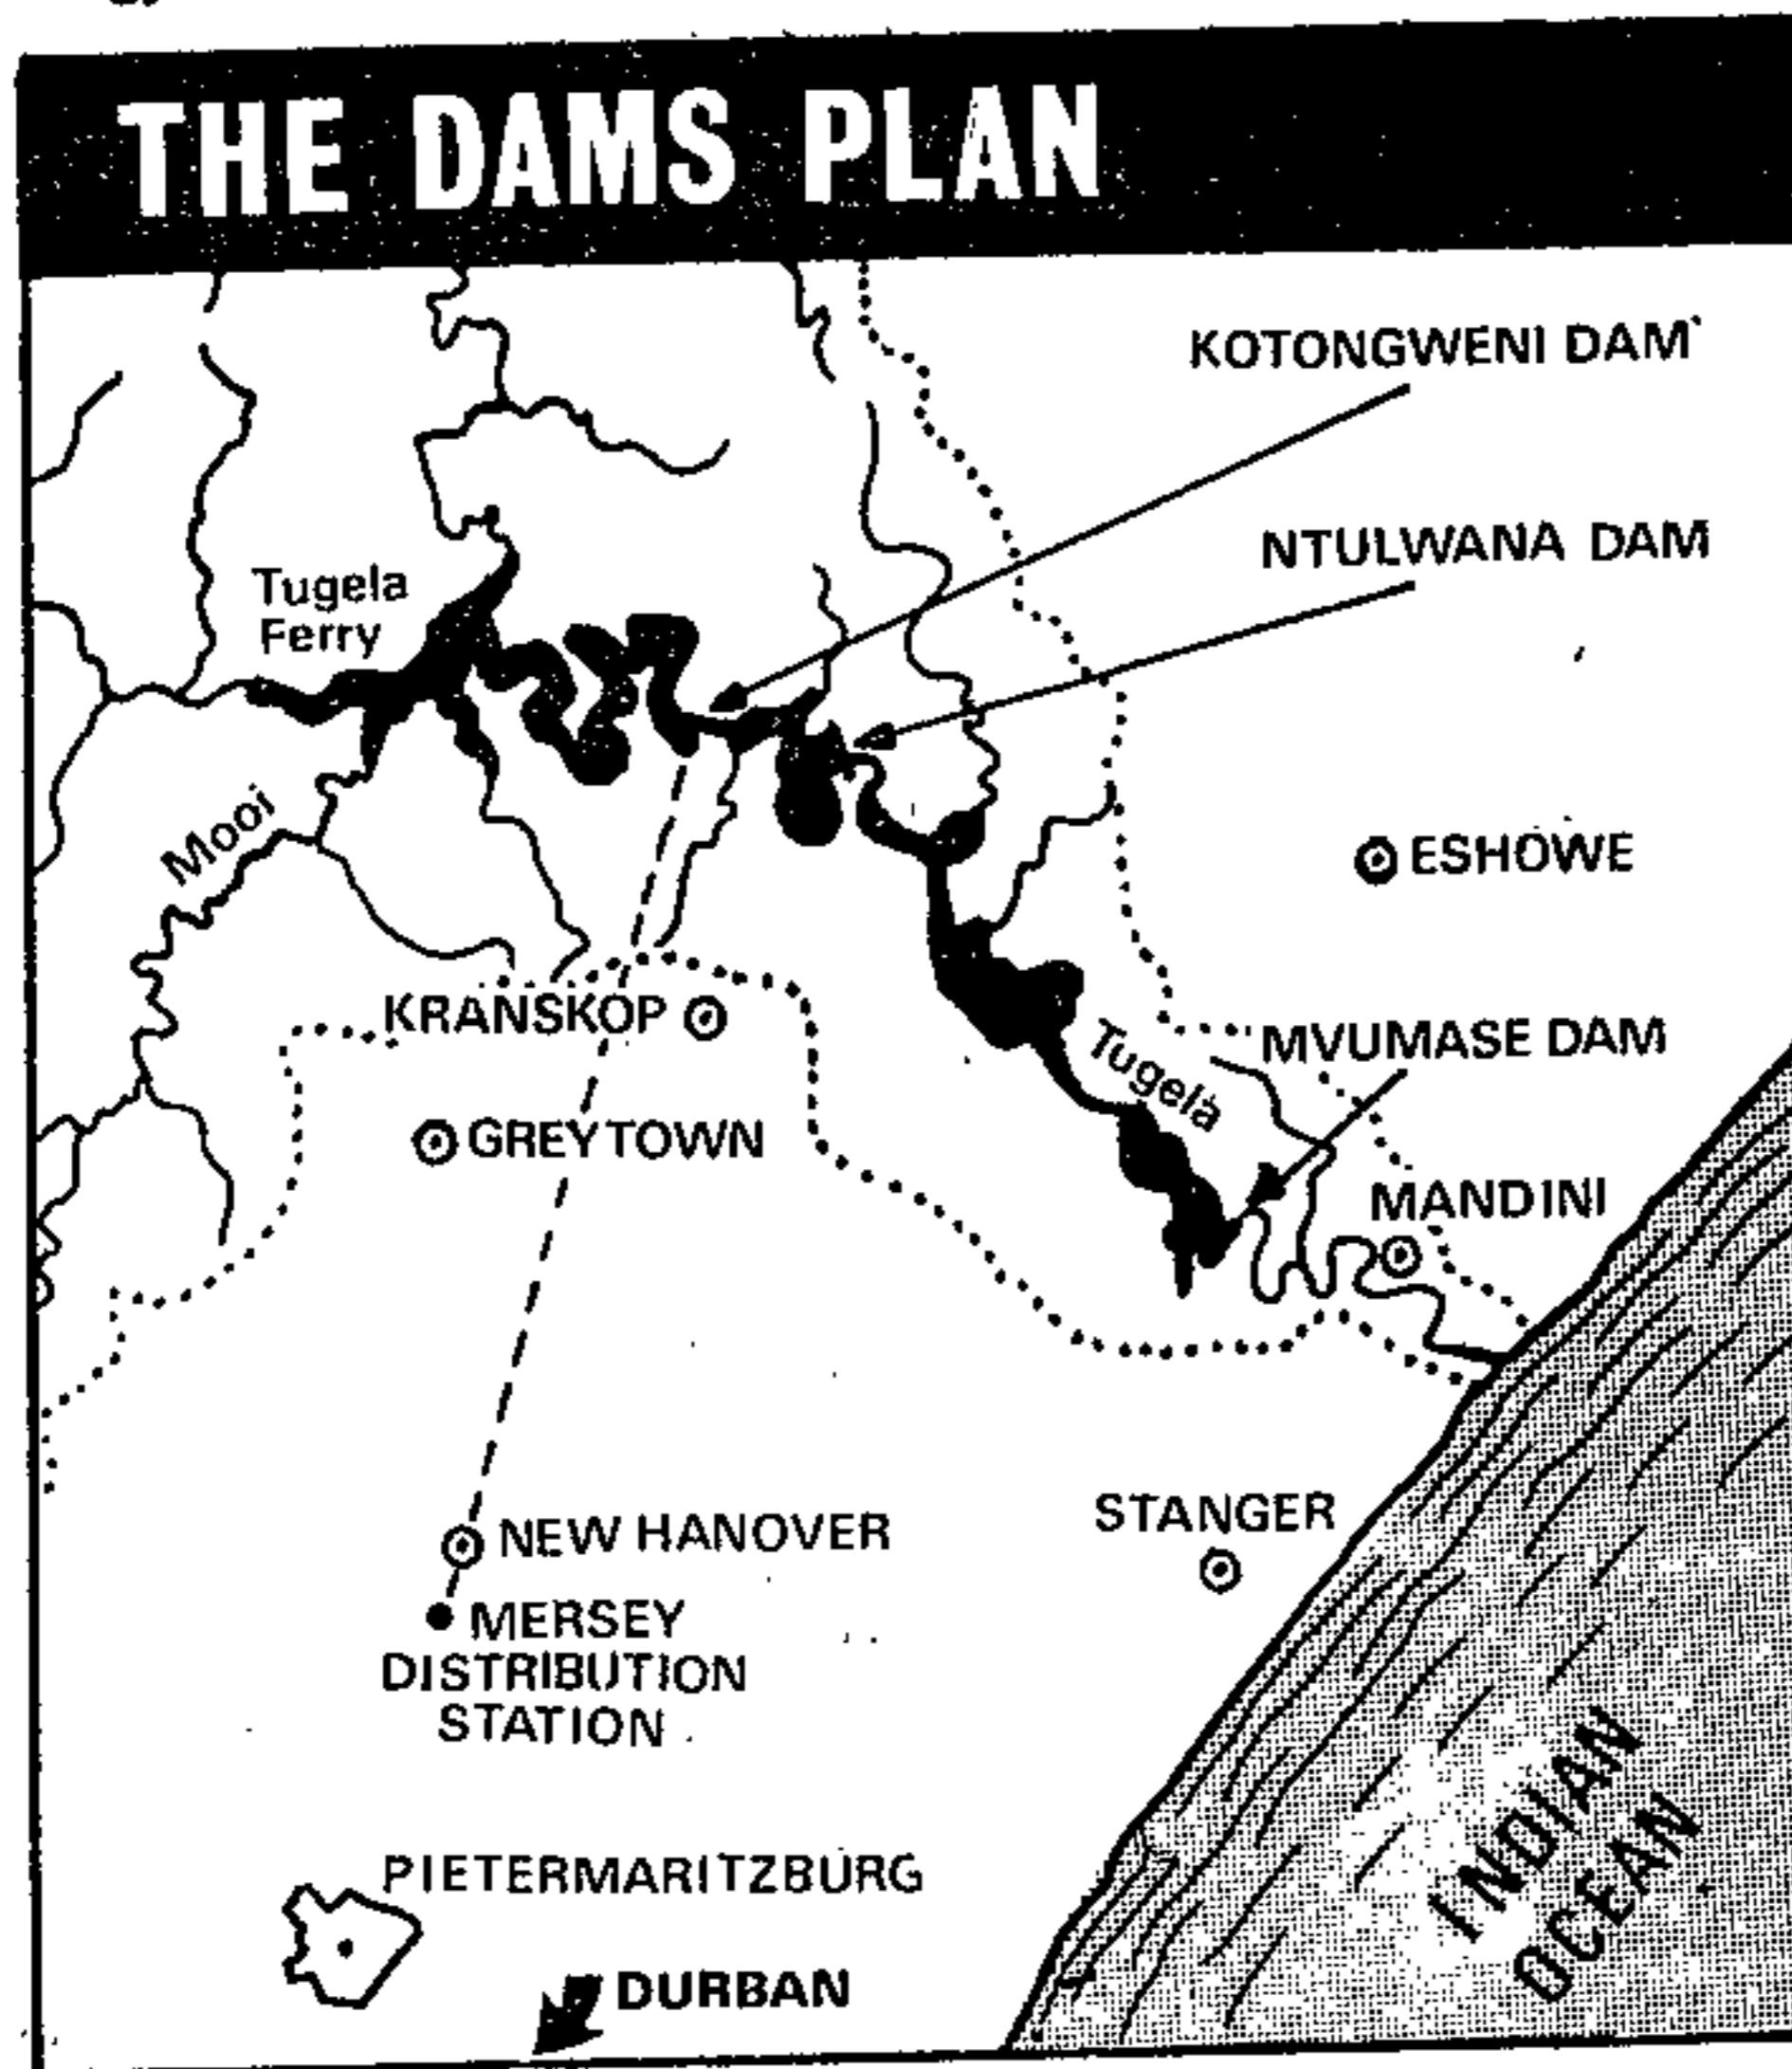 THE DAMS PLAN
KOTONGWENI DAM
NTULWANA DAM
Tugela
Ferry
Mooi
ESHOWE
KRANSKOP
Tugela
MVUMASE DAM
GREYTOWN
MANDINI
STANGER
NEW HANOVER
MERSEY
DISTRIBUTION
STATION
PIETERMARITZBURG
DURBAN
INDIAN
OCEAN